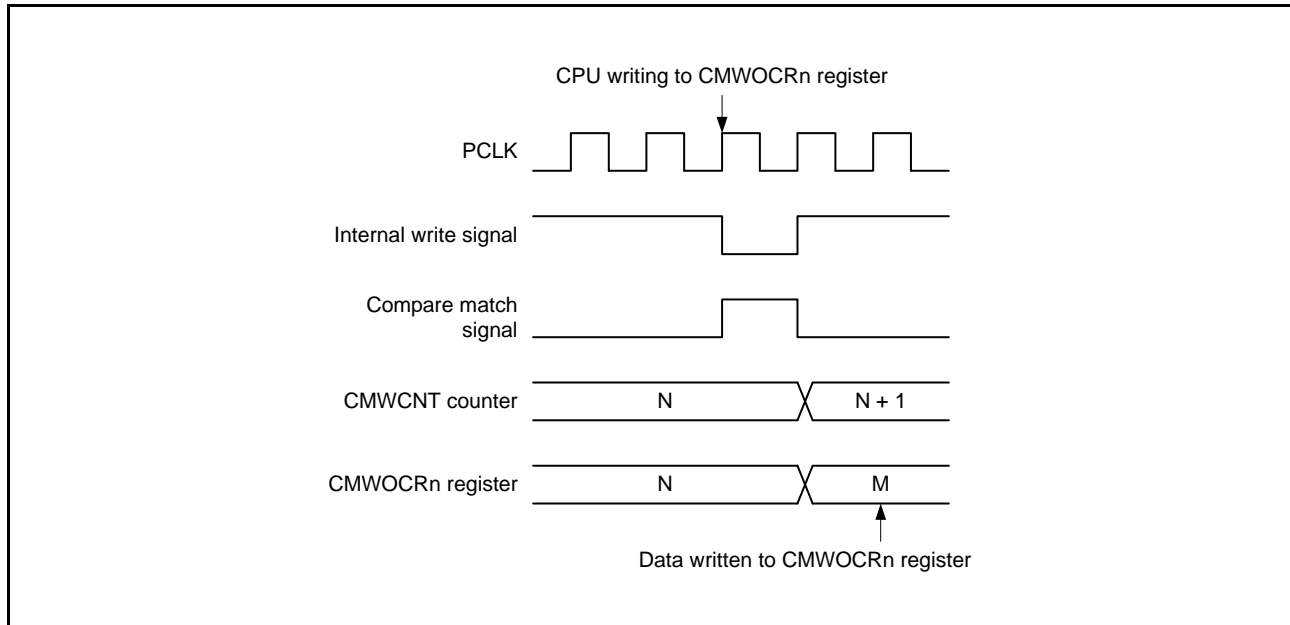 CPU writing to CMWOCRn register
PCLK
Internal write signal
Compare match
signal
CMWCNT counter
N
N + 1
CMWOCRn register
N
M
Data written to CMWOCRn register